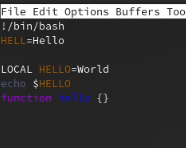 File Edit Options Buffers Too
!/bin/bash
HELL=Hello
LOCAL HELLO=World
echo $HELLO
function hello {}